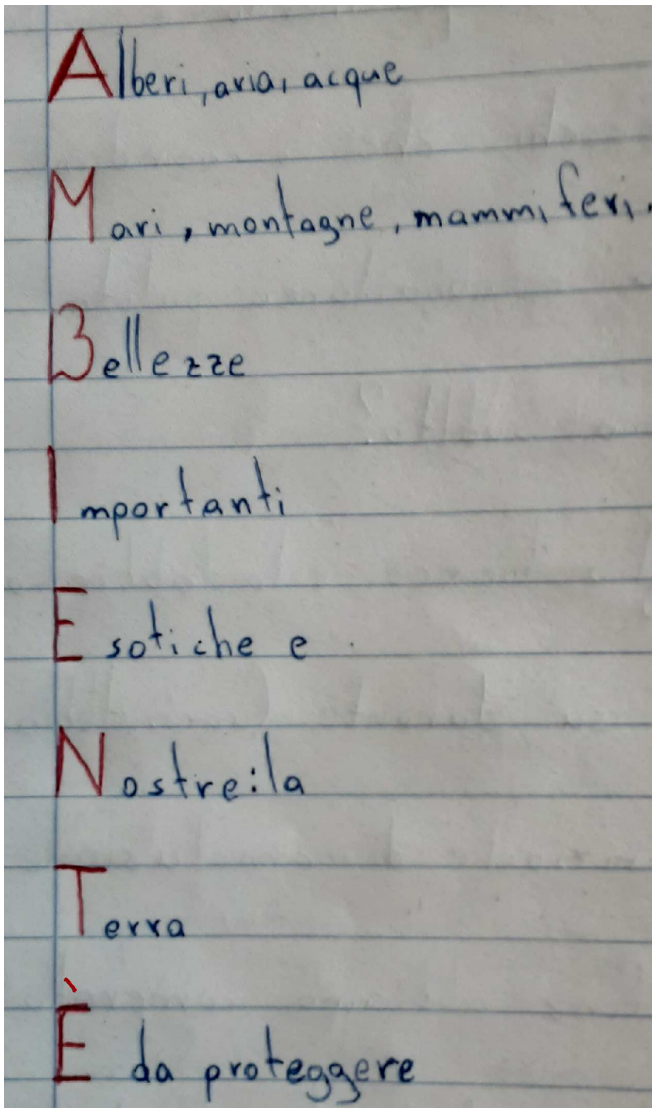 Alberi, aria, acque
Mari, montagne, mammiferi.
Bellezze
Importanti
Esotiche e
Nostre: la
Terra
È da proteggere